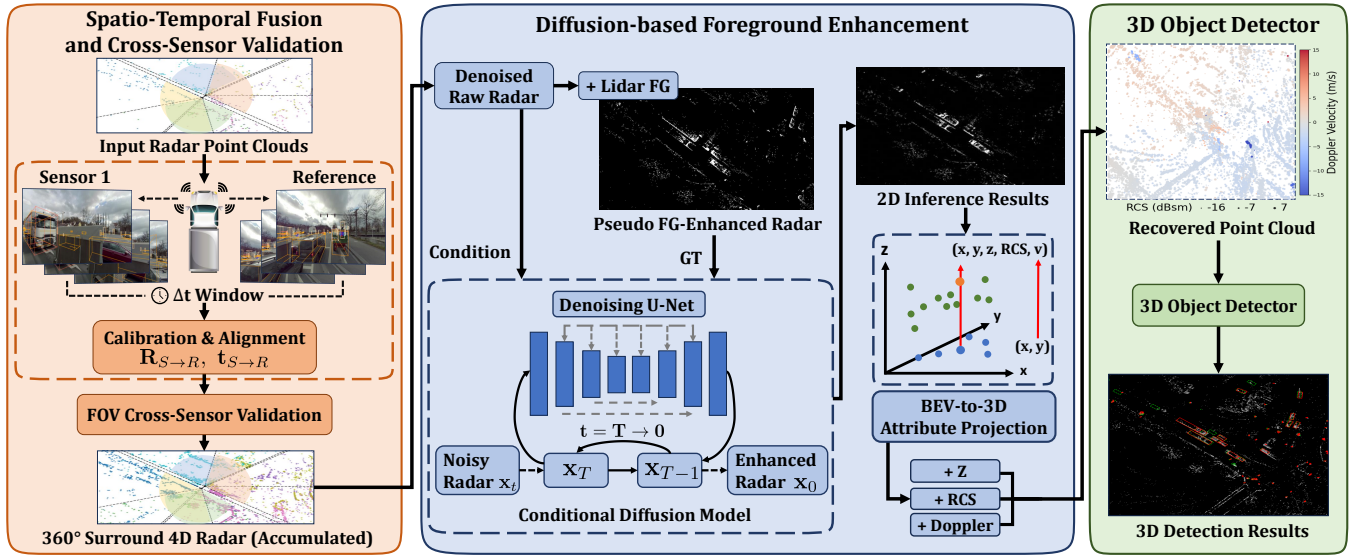 Spatio-Temporal Fusion
and Cross-Sensor Validation
Input Radar Point Clouds
Sensor 1
Reference
Δt Window
Calibration & Alignment
R_{S→R}, t_{S→R}
FOV Cross-Sensor Validation
360° Surround 4D Radar (Accumulated)
Diffusion-based Foreground Enhancement
Denoised
Raw Radar
+ Lidar FG
Pseudo FG-Enhanced Radar
Condition
GT
Denoising U-Net
t = T → 0
Noisy
Radar x_t
x_T
x_{T−1}
Enhanced
Radar x_0
Conditional Diffusion Model
2D Inference Results
z
(x, y, z, RCS, v)
y
(x, y)
x
BEV-to-3D
Attribute Projection
+ Z
+ RCS
+ Doppler
3D Object Detector
15
10
5
0
−5
−10
−15
Doppler Velocity (m/s)
RCS (dBsm) · -16 · -7 • 7
Recovered Point Cloud
3D Object Detector
3D Detection Results